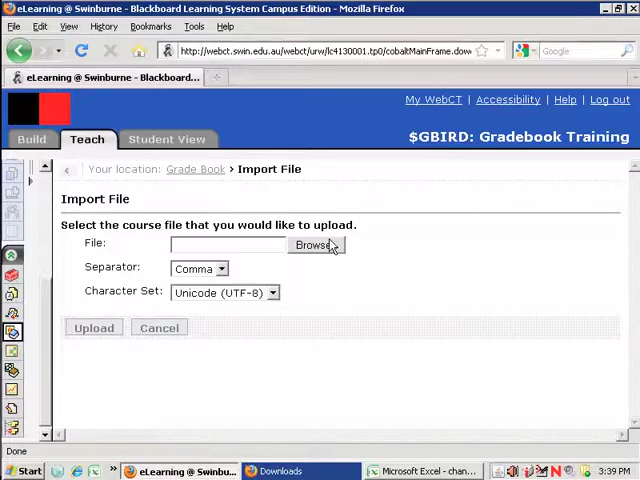 eLearning @ Swinburne - Blackboard Learning System Campus Edition - Mozilla Firefox
File Edit View History Bookmarks Tools Help
http://webct.swin.edu.au/webct/urw/lc4130001.tp0/cobaltMainFrame.dow
Google
eLearning @ Swinburne - Blackboard...
My WebCT | Accessibility | Help | Log out
Build Teach Student View
$GBIRD: Gradebook Training
Your location: Grade Book › Import File
Import File
Select the course file that you would like to upload.
File: Browse...
Separator: Comma
Character Set: Unicode (UTF-8)
Upload Cancel
Done
Start eLearning @ Swinbu... Downloads Microsoft Excel - chan... 3:39 PM